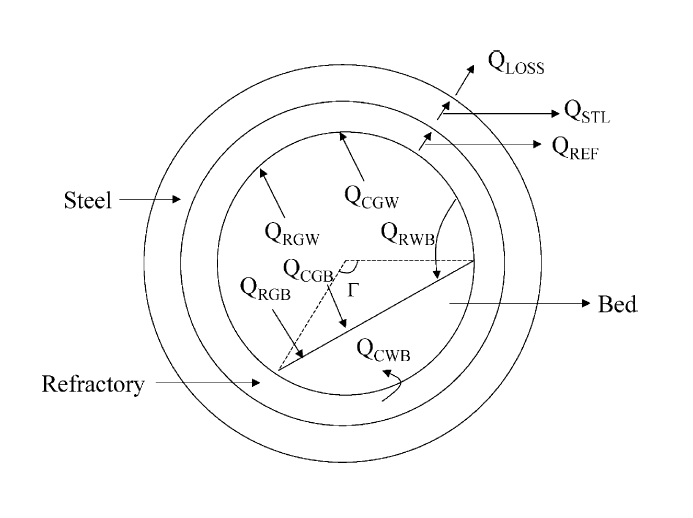 Q_LOSS
Q_STL
Q_REF
Steel
Q_CGW
Q_RGW
Q_RWB
Q_CGB
Q_RGB
Γ
Bed
Q_CWB
Refractory